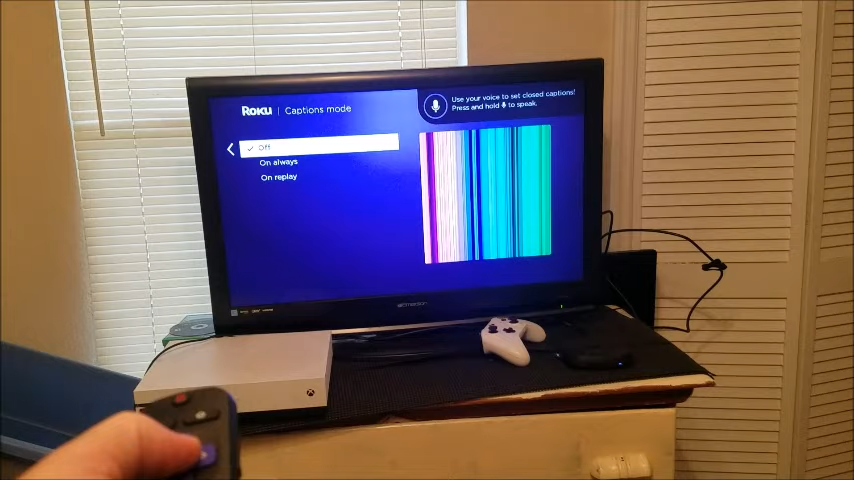 Roku | Captions mode
Use your voice to set closed captions!
Press and hold to speak.
Off
On always
On replay